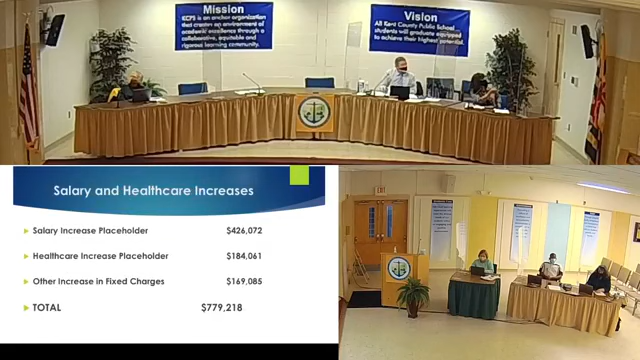 Mission
KCPS is an anchor organization
that creates an environment of
academic excellence through a
collaborative, equitable and
rigorous learning community.
Vision
All Kent County Public School
students will graduate equipped
to achieve their highest potential.
Salary and Healthcare Increases
Salary Increase Placeholder $426,072
Healthcare Increase Placeholder $184,061
Other Increase in Fixed Charges $169,085
TOTAL $779,218